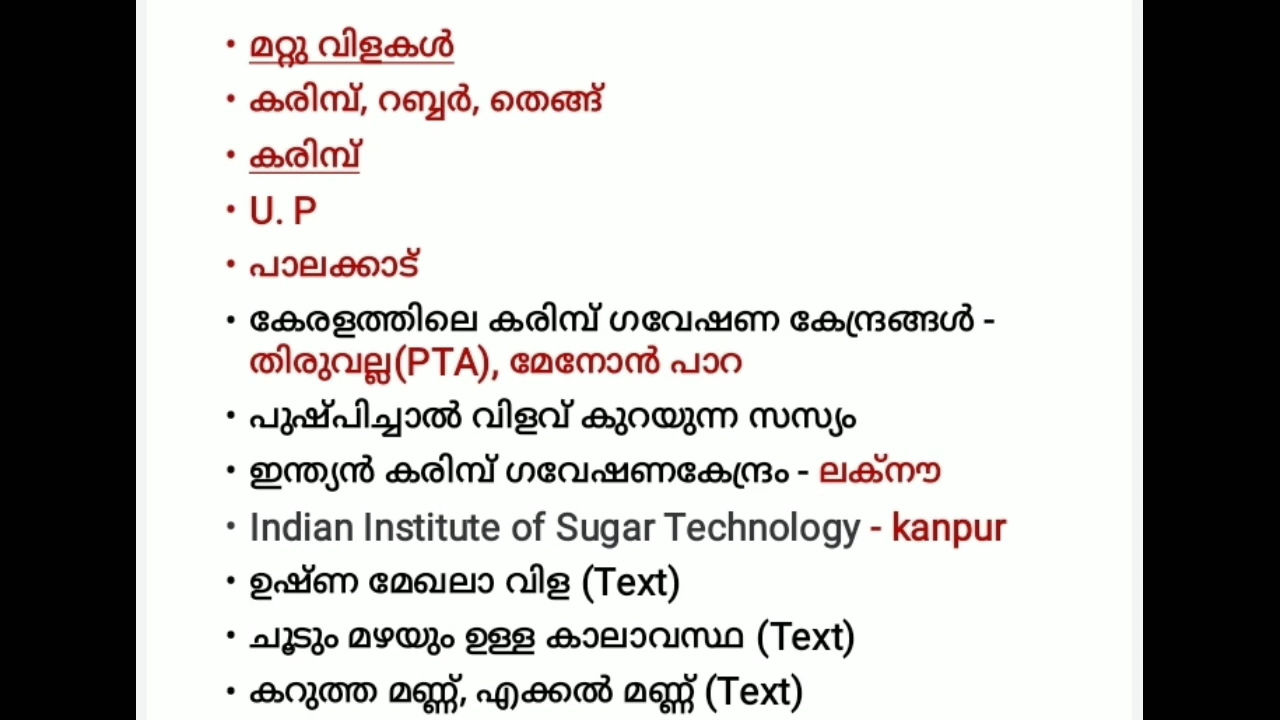 • മറ്റു വിളകൾ
• കരിമ്പ്, റബ്ബർ, തെങ്ങ്
• കരിമ്പ്
• U. P
• പാലക്കാട്
• കേരളത്തിലെ കരിമ്പ് ഗവേഷണ കേന്ദ്രങ്ങൾ -
തിരുവല്ല(PTA), മേനോൻ പാറ
• പുഷ്പിച്ചാൽ വിളവ് കുറയുന്ന സസ്യം
• ഇന്ത്യൻ കരിമ്പ് ഗവേഷണകേന്ദ്രം - ലക്നൗ
• Indian Institute of Sugar Technology - kanpur
• ഉഷ്ണ മേഖലാ വിള (Text)
• ചൂടും മഴയും ഉള്ള കാലാവസ്ഥ (Text)
• കറുത്ത മണ്ണ്, എക്കൽ മണ്ണ് (Text)